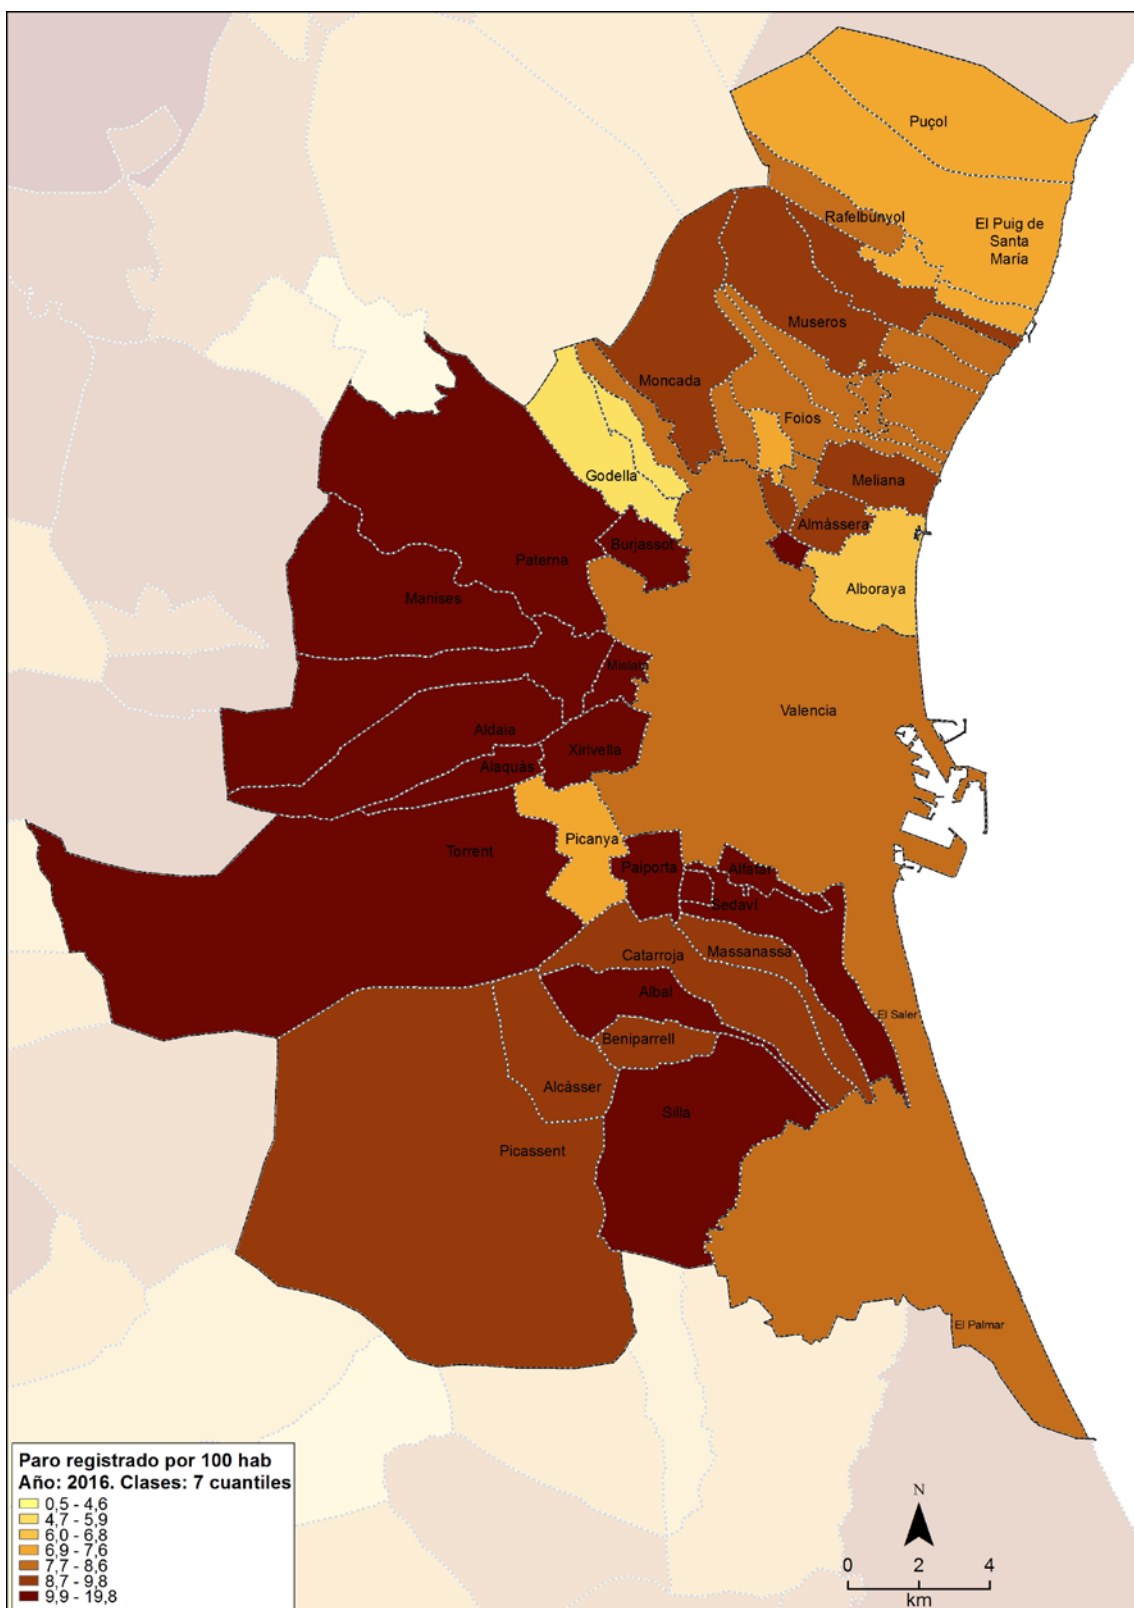 Puçol
Rafelbunyol
El Puig de
Santa
María
Museros
Moncada
Foios
Godella
Meliana
Almàssera
Burjassot
Paterna
Alboraya
Manises
Mislata
Valencia
Aldaia
Xirivella
Alaquàs
Picanya
Torrent
Paiporta
Alfafar
Sedaví
Catarroja
Massanassa
Albal
El Saler
Beniparrell
Alcàsser
Silla
Picassent
El Palmar
Paro registrado por 100 hab
Año: 2016. Clases: 7 cuantiles
0,5 - 4,6
4,7 - 5,9
6,0 - 6,8
6,9 - 7,6
7,7 - 8,6
8,7 - 9,8
9,9 - 19,8
N
0 2 4
km